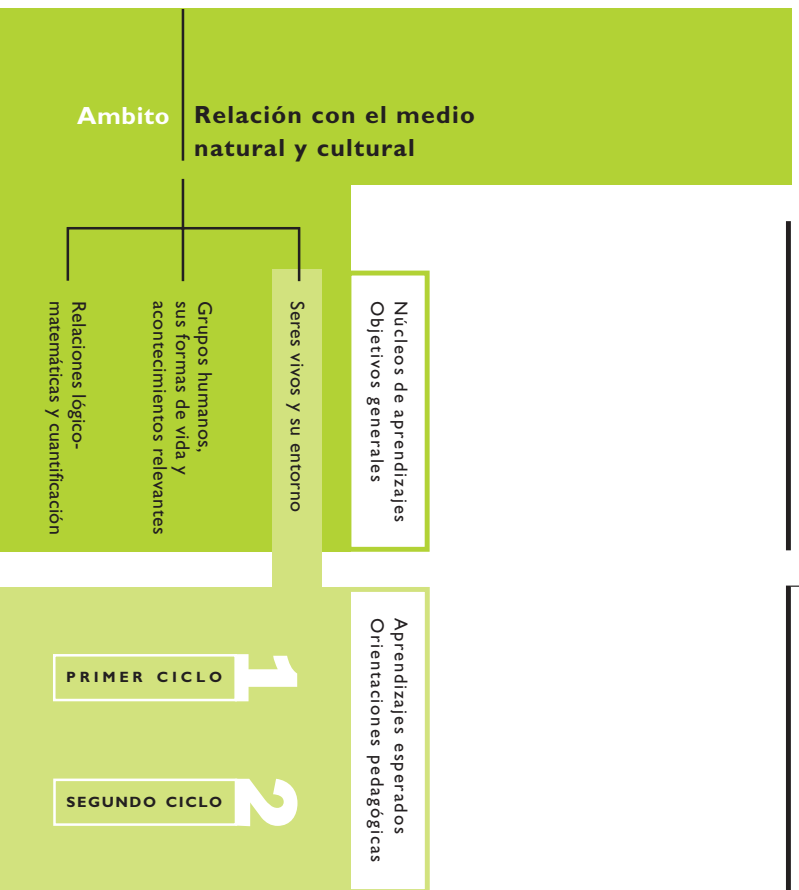 Ambito
Relación con el medio
natural y cultural
Relaciones lógico-
matemáticas y cuantificación
Grupos humanos,
sus formas de vida y
acontecimientos relevantes
Seres vivos y su entorno
Núcleos de aprendizajes
Objetivos generales
1
PRIMER CICLO
2
SEGUNDO CICLO
Aprendizajes esperados
Orientaciones pedagógicas